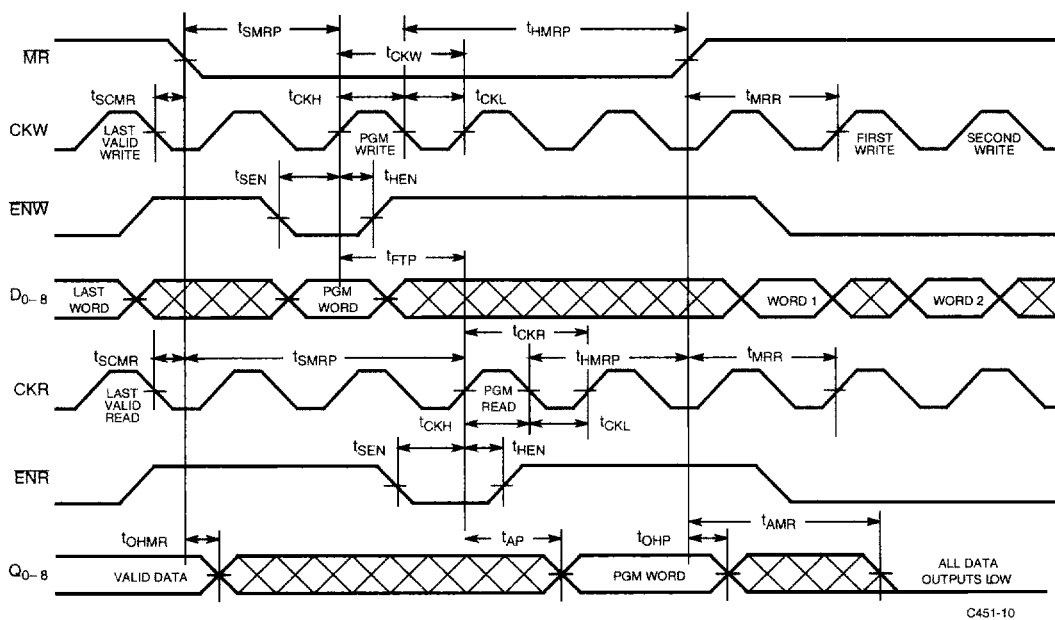 tSMRP
tHMRP
MR
tCKW
tSCMR
tCKH
tCKL
tMRR
CKW
LAST
VALID
WRITE
PGM
WRITE
FIRST
WRITE
SECOND
WRITE
tSEN
tHEN
ENW
tFTP
D0–8
LAST
WORD
PGM
WORD
WORD 1
WORD 2
tCKR
tSCMR
tSMRP
tHMRP
tMRR
CKR
LAST
VALID
READ
PGM
READ
tCKH
tCKL
tSEN
tHEN
ENR
tAMR
tOHMR
tAP
tOHP
Q0–8
VALID DATA
PGM WORD
ALL DATA
OUTPUTS LOW
C451-10